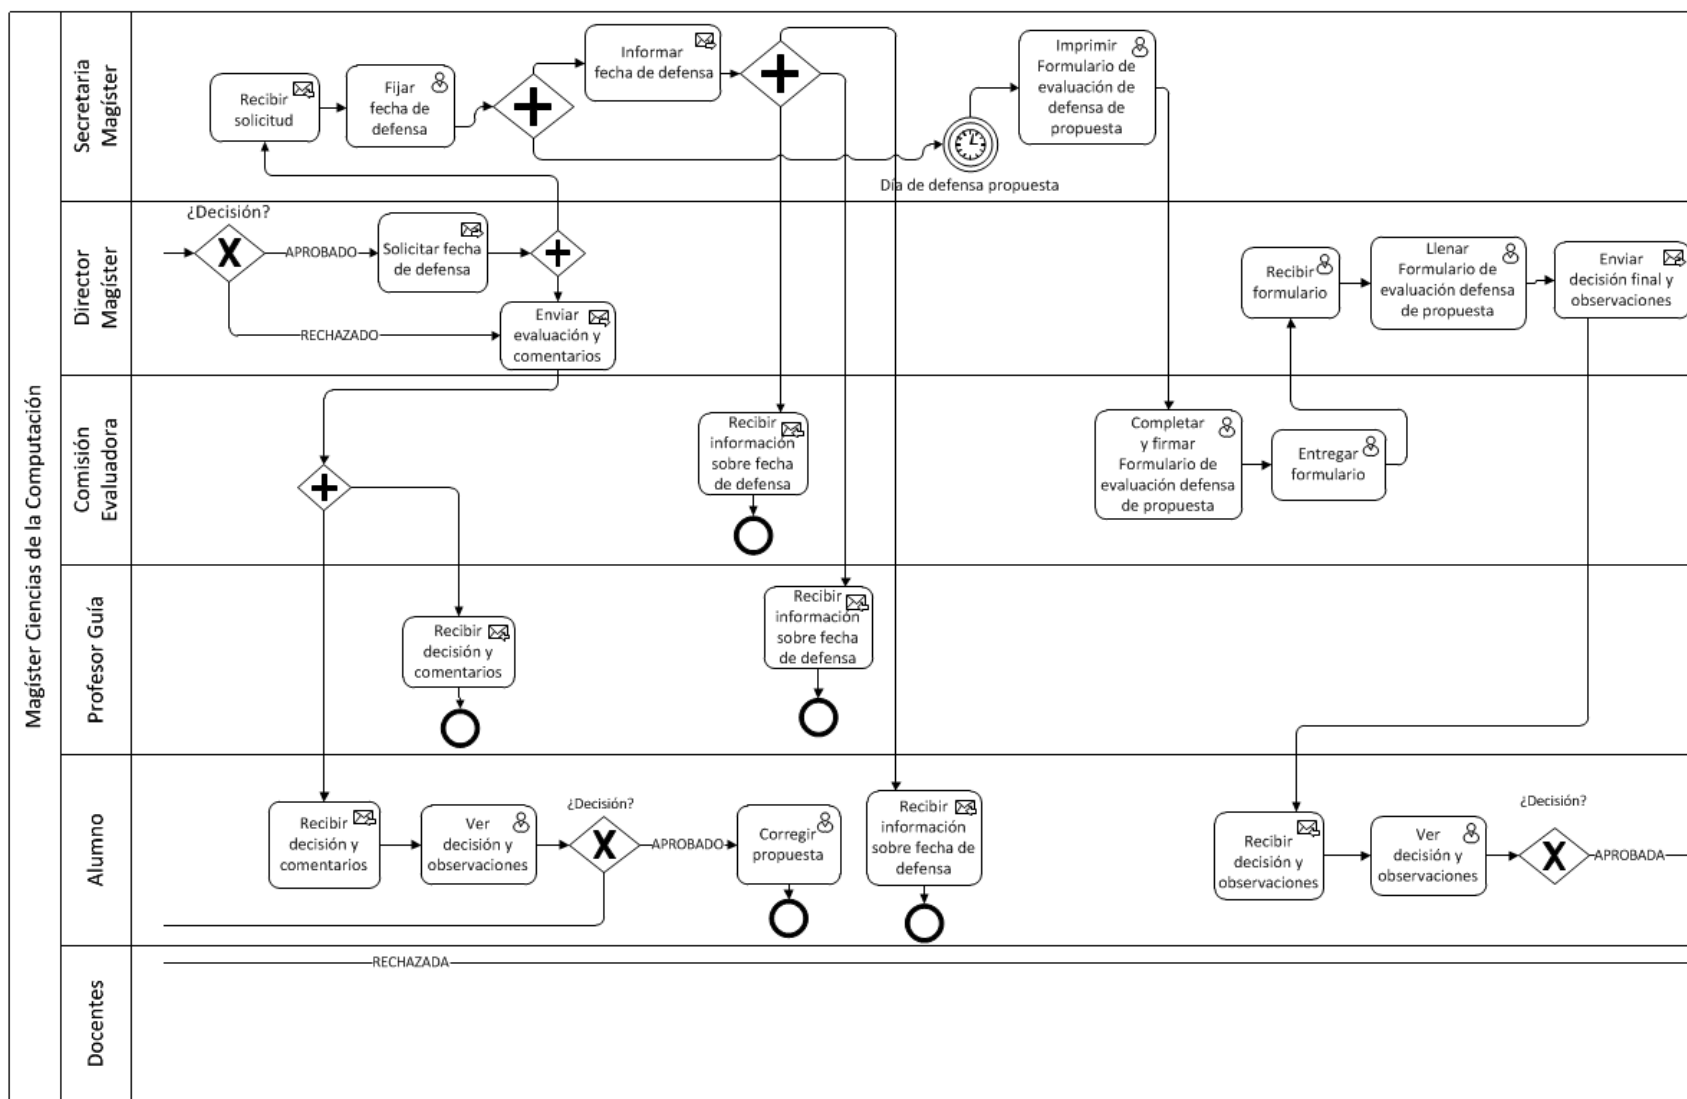 Magíster Ciencias de la Computación
Secretaria
Magíster
Recibir
solicitud
Fijar
fecha de
defensa
Informar
fecha de defensa
Día de defensa propuesta
Imprimir
Formulario de
evaluación de
defensa de
propuesta
Director
Magíster
¿Decisión?
APROBADO
Solicitar fecha
de defensa
RECHAZADO
Enviar
evaluación y
comentarios
Recibir
formulario
Llenar
Formulario de
evaluación defensa
de propuesta
Enviar
decisión final y
observaciones
Comisión
Evaluadora
Recibir
información
sobre fecha
de defensa
Completar
y firmar
Formulario de
evaluación defensa
de propuesta
Entregar
formulario
Profesor Guía
Recibir
decisión y
comentarios
Recibir
información
sobre fecha
de defensa
Alumno
Recibir
decisión y
comentarios
Ver
decisión y
observaciones
¿Decisión?
APROBADO
Corregir
propuesta
Recibir
información
sobre fecha de
defensa
Recibir
decisión y
observaciones
Ver
decisión y
observaciones
¿Decisión?
APROBADA
Docentes
RECHAZADA